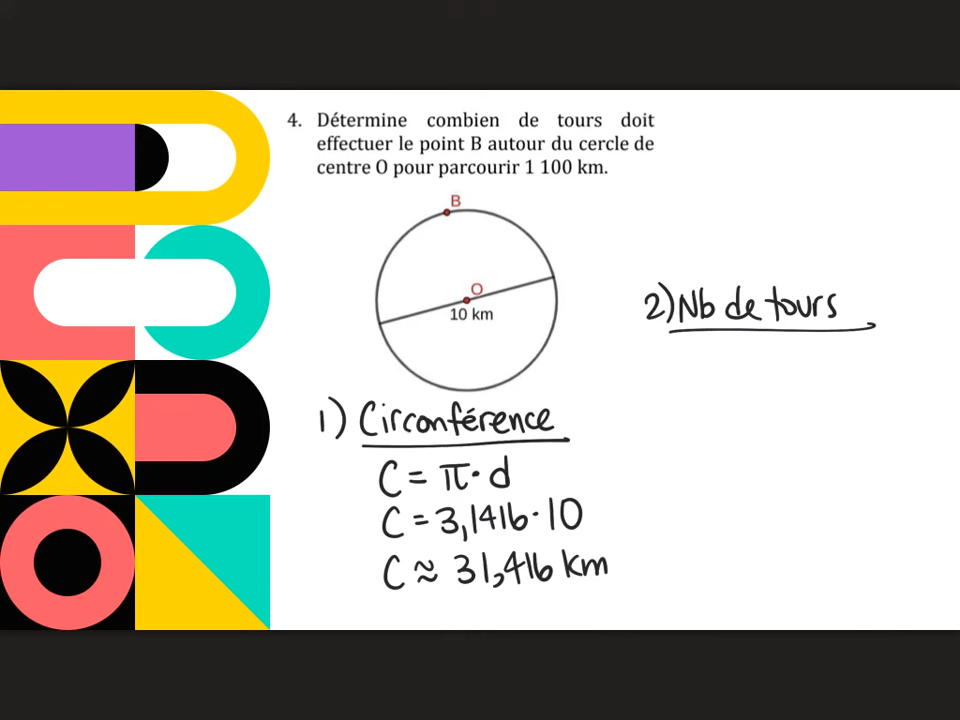 4. Détermine combien de tours doit
effectuer le point B autour du cercle de
centre O pour parcourir 1 100 km.
B
O
10 km
2) Nb de tours
1) Circonférence
C = π · d
C = 3,1416 · 10
C ≈ 31,416 km